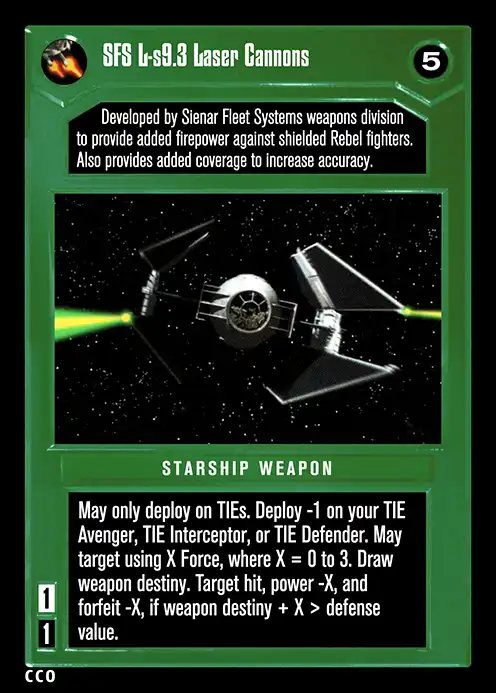 SFS L-s9.3 Laser Cannons
5
Developed by Sienar Fleet Systems weapons division
to provide added firepower against shielded Rebel fighters.
Also provides added coverage to increase accuracy.
STARSHIP WEAPON
May only deploy on TIEs. Deploy -1 on your TIE
Avenger, TIE Interceptor, or TIE Defender. May
target using X Force, where X = 0 to 3. Draw
weapon destiny. Target hit, power -X, and
forfeit -X, if weapon destiny + X > defense
value.
1
1
CCO